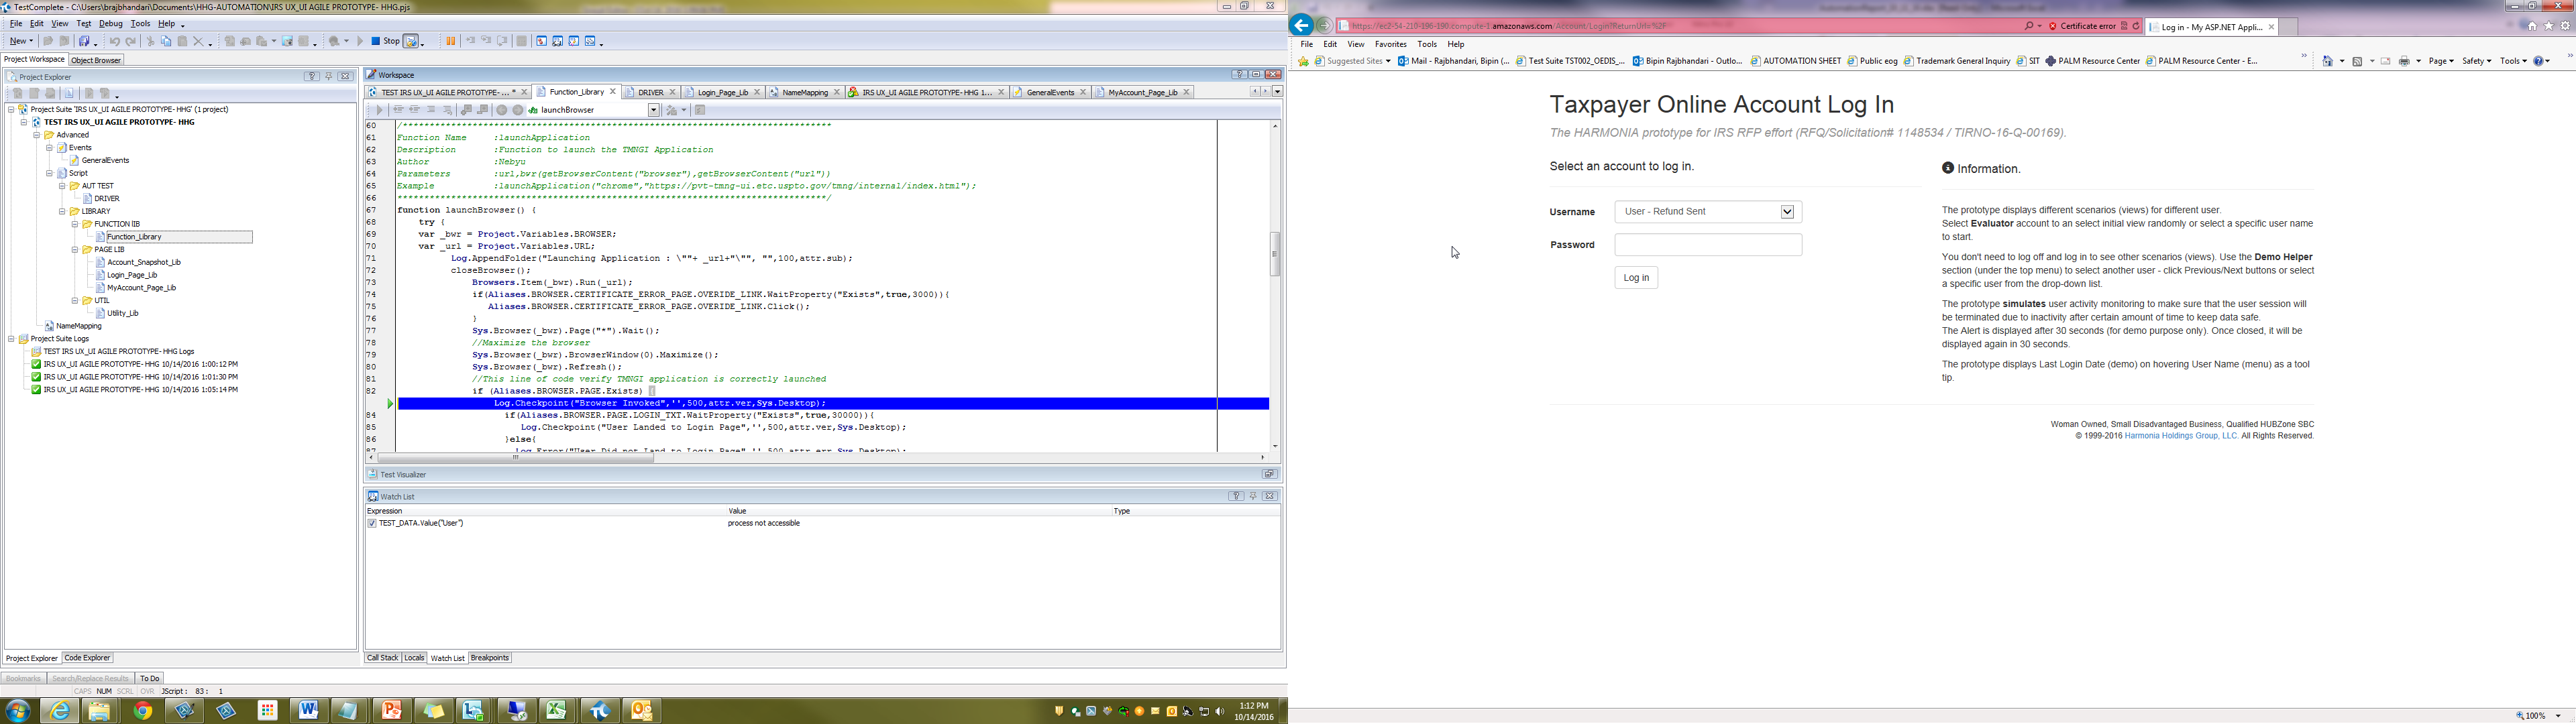 TestComplete - C:\Users\brajbhandari\Documents\HHG-AUTOMATION\IRS UX_UI AGILE PROTOTYPE- HHG.pjs
File Edit View Test Debug Tools Help
New Stop
Project Workspace Object Browser
Project Explorer
Project Suite 'IRS UX_UI AGILE PROTOTYPE-HHG' (1 project)
TEST IRS UX_UI AGILE PROTOTYPE- HHG
Advanced
Events
GeneralEvents
Script
AUT TEST
DRIVER
LIBRARY
FUNCTION lIB
Function_Library
PAGE LIB
Account_Snapshot_Lib
Login_Page_Lib
MyAccount_Page_Lib
UTIL
Utility_Lib
NameMapping
Project Suite Logs
TEST IRS UX_UI AGILE PROTOTYPE- HHG Logs
IRS UX_UI AGILE PROTOTYPE- HHG 10/14/2016 1:00:12 PM
IRS UX_UI AGILE PROTOTYPE- HHG 10/14/2016 1:01:30 PM
IRS UX_UI AGILE PROTOTYPE- HHG 10/14/2016 1:05:14 PM
Project Explorer Code Explorer
Workspace
TEST IRS UX_UI AGILE PROTOTYPE- ... * Function_Library DRIVER Login_Page_Lib NameMapping IRS UX_UI AGILE PROTOTYPE-HHG 1... GeneralEvents MyAccount_Page_Lib
launchBrowser
60 /********************************************************************************
61 Function Name :launchApplication
62 Description :Function to launch the TMNGI Application
63 Author :Nebyu
64 Parameters :url,bwr(getBrowserContent("browser"),getBrowserContent("url"))
65 Example :launchApplication("chrome","https://pvt-tmng-ui.etc.uspto.gov/tmng/internal/index.html");
66 ********************************************************************************/
67 function launchBrowser() {
68 try {
69 var _bwr = Project.Variables.BROWSER;
70 var _url = Project.Variables.URL;
71 Log.AppendFolder("Launching Application : \""+ _url+"\"", "",100,attr.sub);
72 closeBrowser();
73 Browsers.Item(_bwr).Run(_url);
74 if(Aliases.BROWSER.CERTIFICATE_ERROR_PAGE.OVERIDE_LINK.WaitProperty("Exists",true,3000)){
75 Aliases.BROWSER.CERTIFICATE_ERROR_PAGE.OVERIDE_LINK.Click();
76 }
77 Sys.Browser(_bwr).Page("*").Wait();
78 //Maximize the browser
79 Sys.Browser(_bwr).BrowserWindow(0).Maximize();
80 Sys.Browser(_bwr).Refresh();
81 //This line of code verify TMNGI application is correctly launched
82 if (Aliases.BROWSER.PAGE.Exists) {
Log.Checkpoint("Browser Invoked",'',500,attr.ver,Sys.Desktop);
84 if(Aliases.BROWSER.PAGE.LOGIN_TXT.WaitProperty("Exists",true,30000)){
85 Log.Checkpoint("User Landed to Login Page",'',500,attr.ver,Sys.Desktop);
86 }else{
87 Log.Error("User Did not Land to Login Page",'',500,attr.err,Sys.Desktop);
Test Visualizer
Watch List
Expression Value Type
TEST_DATA.Value("User") process not accessible
Call Stack Locals Watch List Breakpoints
Bookmarks Search/Replace Results To Do
CAPS NUM SCRL OVR JScript : 83 : 1
1:12 PM
10/14/2016
https://ec2-54-210-196-190.compute-1.amazonaws.com/Account/Login?ReturnUrl=%2F Certificate error Log in - My ASP.NET Appli...
File Edit View Favorites Tools Help
Suggested Sites Mail - Rajbhandari, Bipin (... Test Suite TST002_OEDIS_... Bipin Rajbhandari - Outlo... AUTOMATION SHEET Public eog Trademark General Inquiry SIT PALM Resource Center PALM Resource Center - E... Page Safety Tools
Taxpayer Online Account Log In
The HARMONIA prototype for IRS RFP effort (RFQ/Solicitation# 1148534 / TIRNO-16-Q-00169).
Select an account to log in.
Username User - Refund Sent
Password
Log in
Information.
The prototype displays different scenarios (views) for different user.
Select Evaluator account to an select initial view randomly or select a specific user name
to start.
You don't need to log off and log in to see other scenarios (views). Use the Demo Helper
section (under the top menu) to select another user - click Previous/Next buttons or select
a specific user from the drop-down list.
The prototype simulates user activity monitoring to make sure that the user session will
be terminated due to inactivity after certain amount of time to keep data safe.
The Alert is displayed after 30 seconds (for demo purpose only). Once closed, it will be
displayed again in 30 seconds.
The prototype displays Last Login Date (demo) on hovering User Name (menu) as a tool
tip.
Woman Owned, Small Disadvantaged Business, Qualified HUBZone SBC
© 1999-2016 Harmonia Holdings Group, LLC. All Rights Reserved.
100%